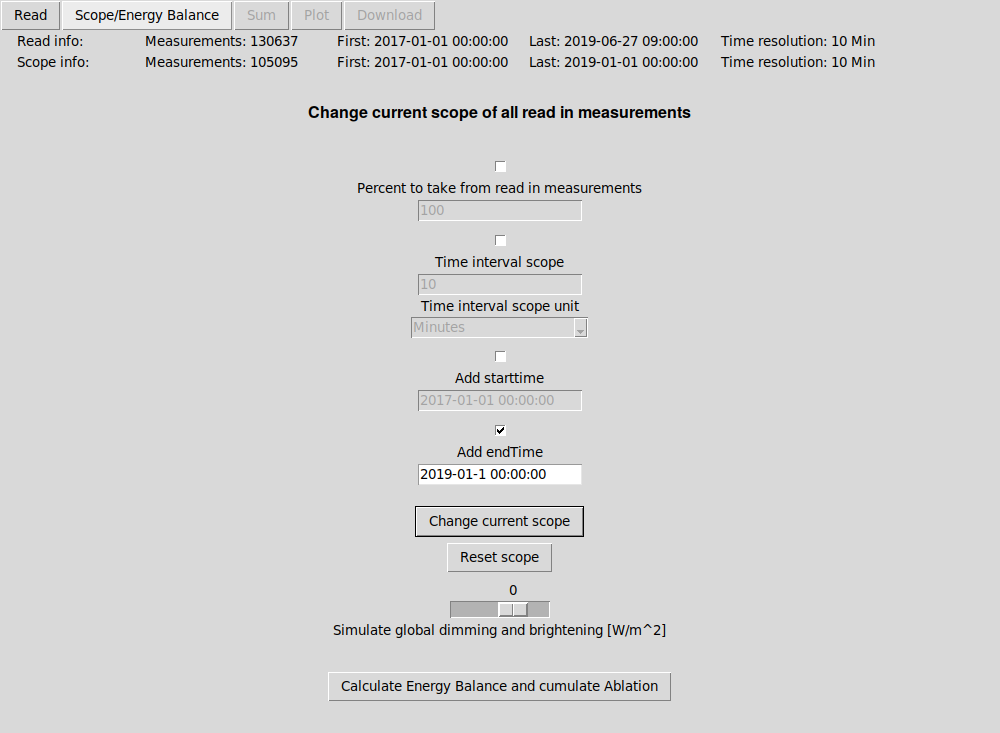 Read Scope/Energy Balance Sum Plot Download
Read info: Measurements: 130637 First: 2017-01-01 00:00:00 Last: 2019-06-27 09:00:00 Time resolution: 10 Min
Scope info: Measurements: 105095 First: 2017-01-01 00:00:00 Last: 2019-01-01 00:00:00 Time resolution: 10 Min
Change current scope of all read in measurements
Percent to take from read in measurements
100
Time interval scope
10
Time interval scope unit
Minutes
Add starttime
2017-01-01 00:00:00
Add endTime
2019-01-1 00:00:00
Change current scope
Reset scope
0
Simulate global dimming and brightening [W/m^2]
Calculate Energy Balance and cumulate Ablation